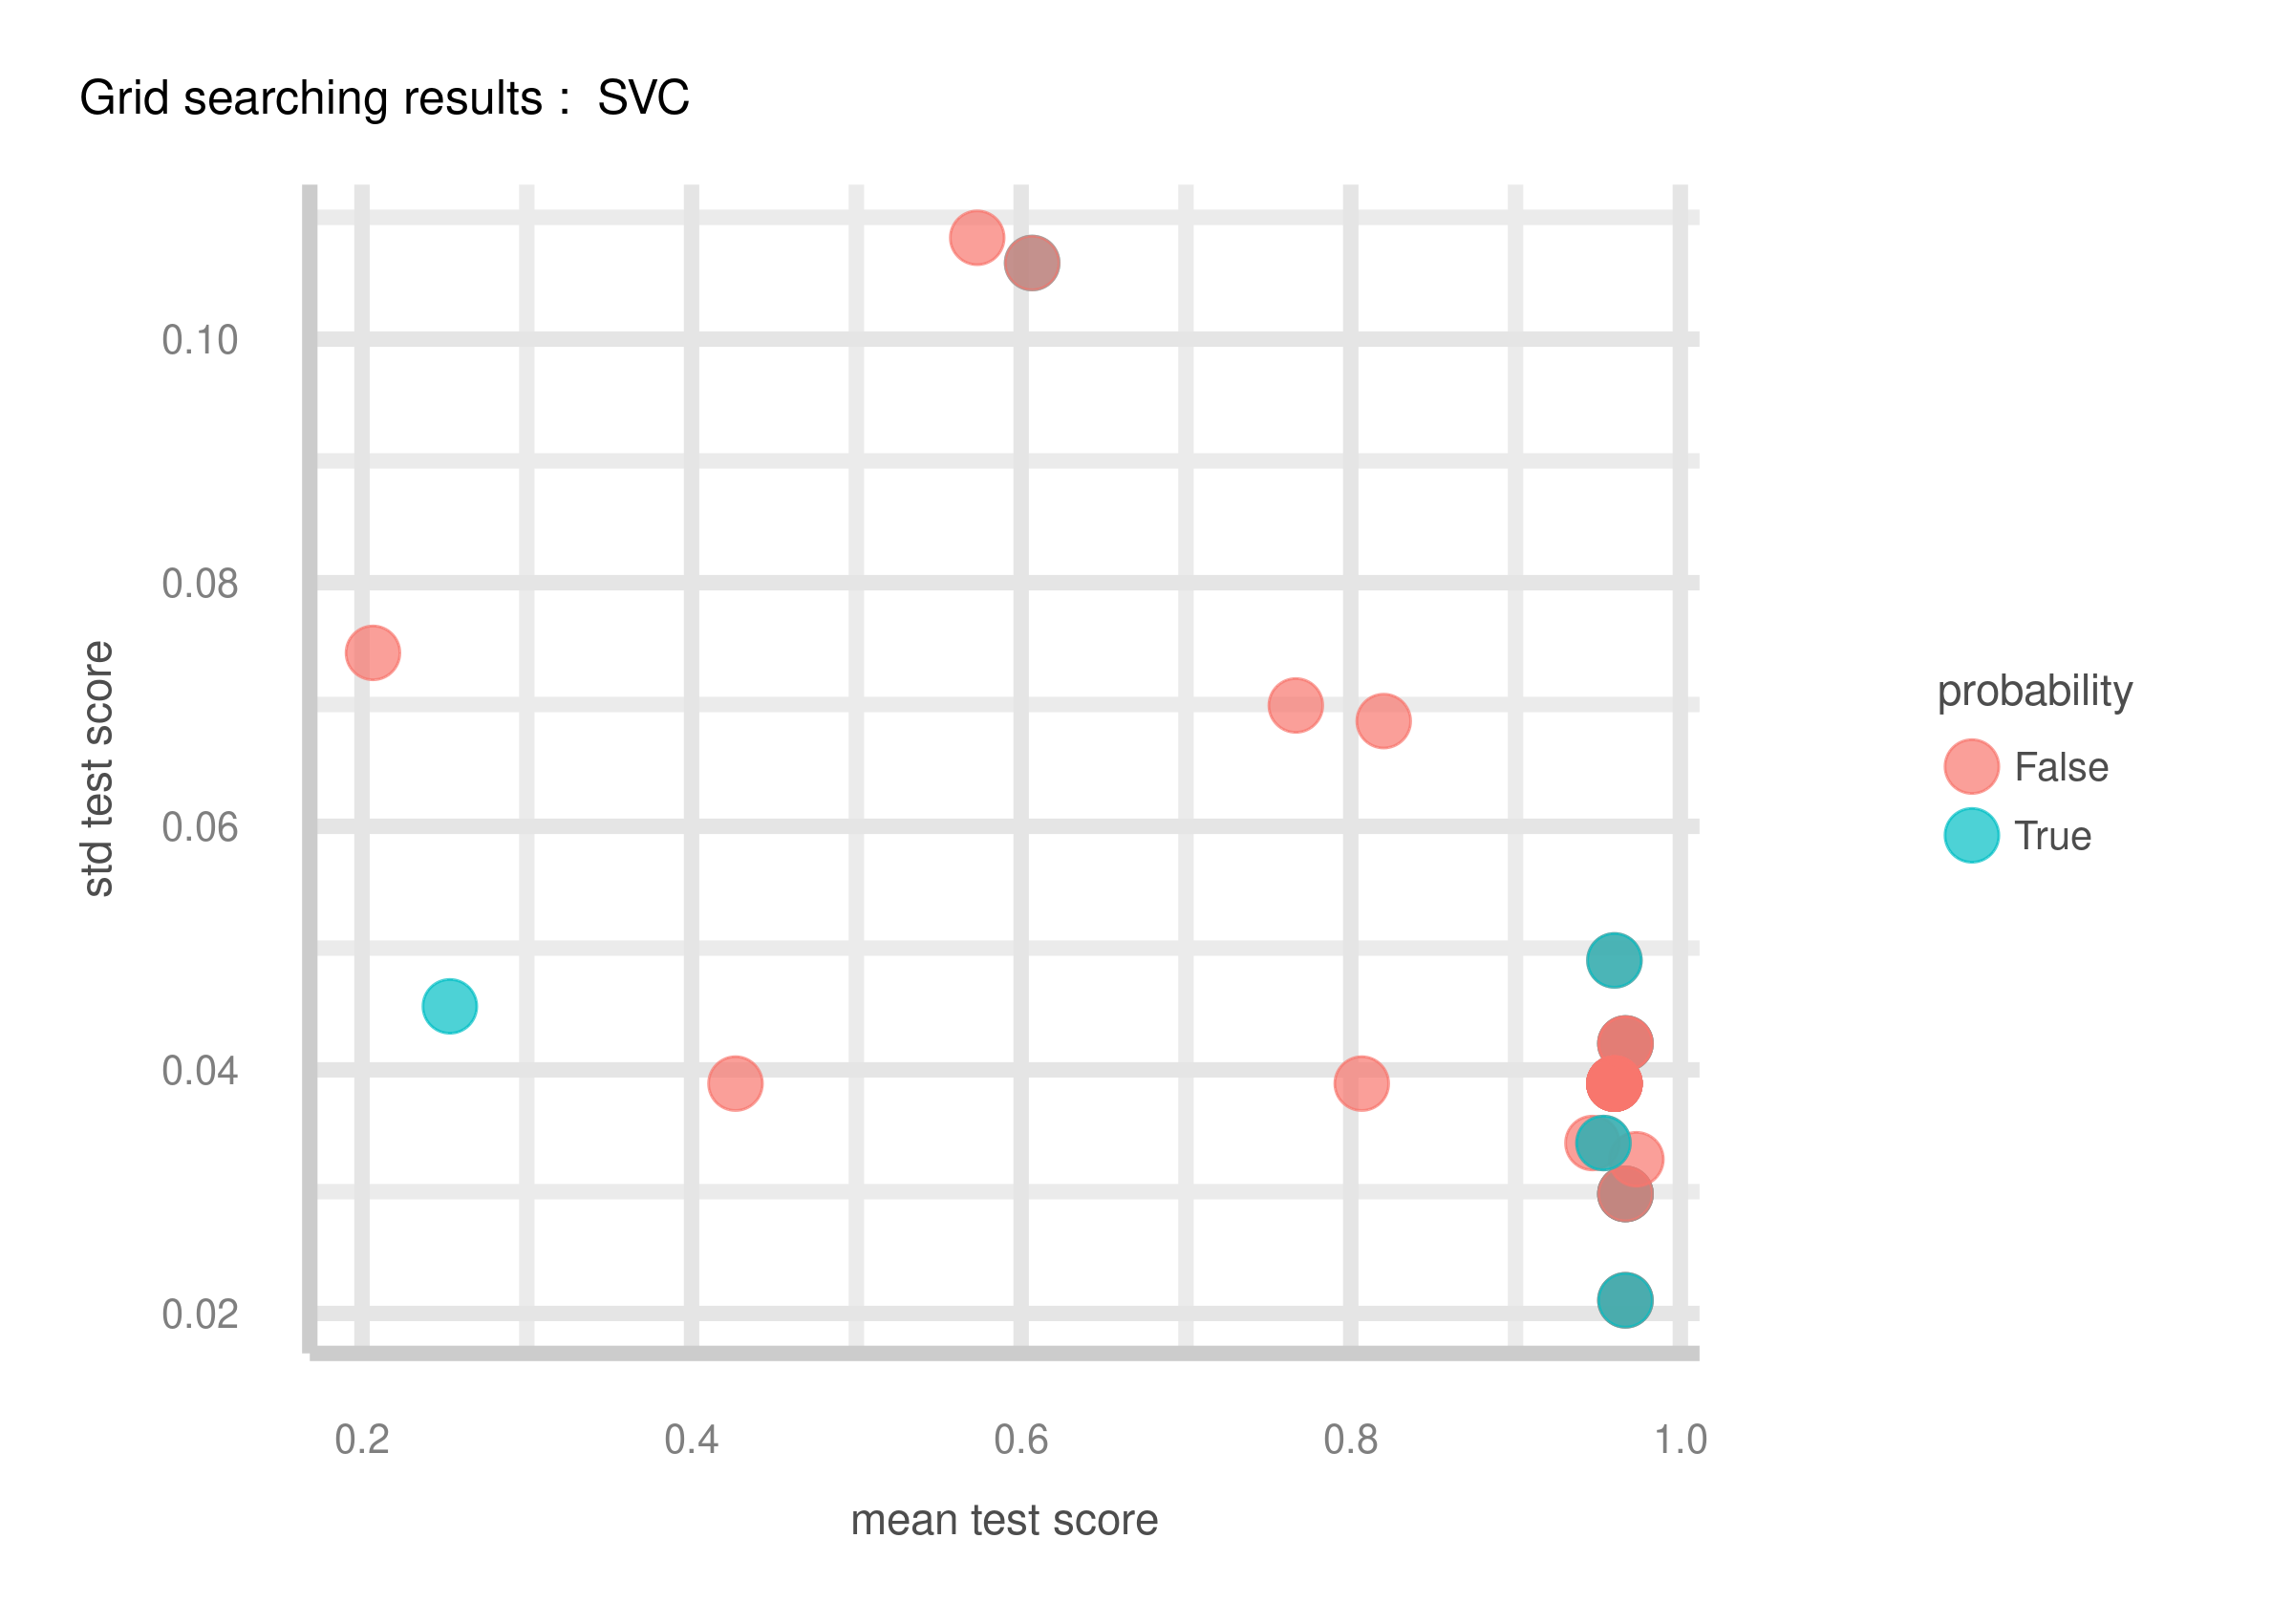 Grid searching results :  SVC
0.10
0.08
0.06
0.04
0.02
std test score
0.2 0.4 0.6 0.8 1.0
mean test score
probability
False
True